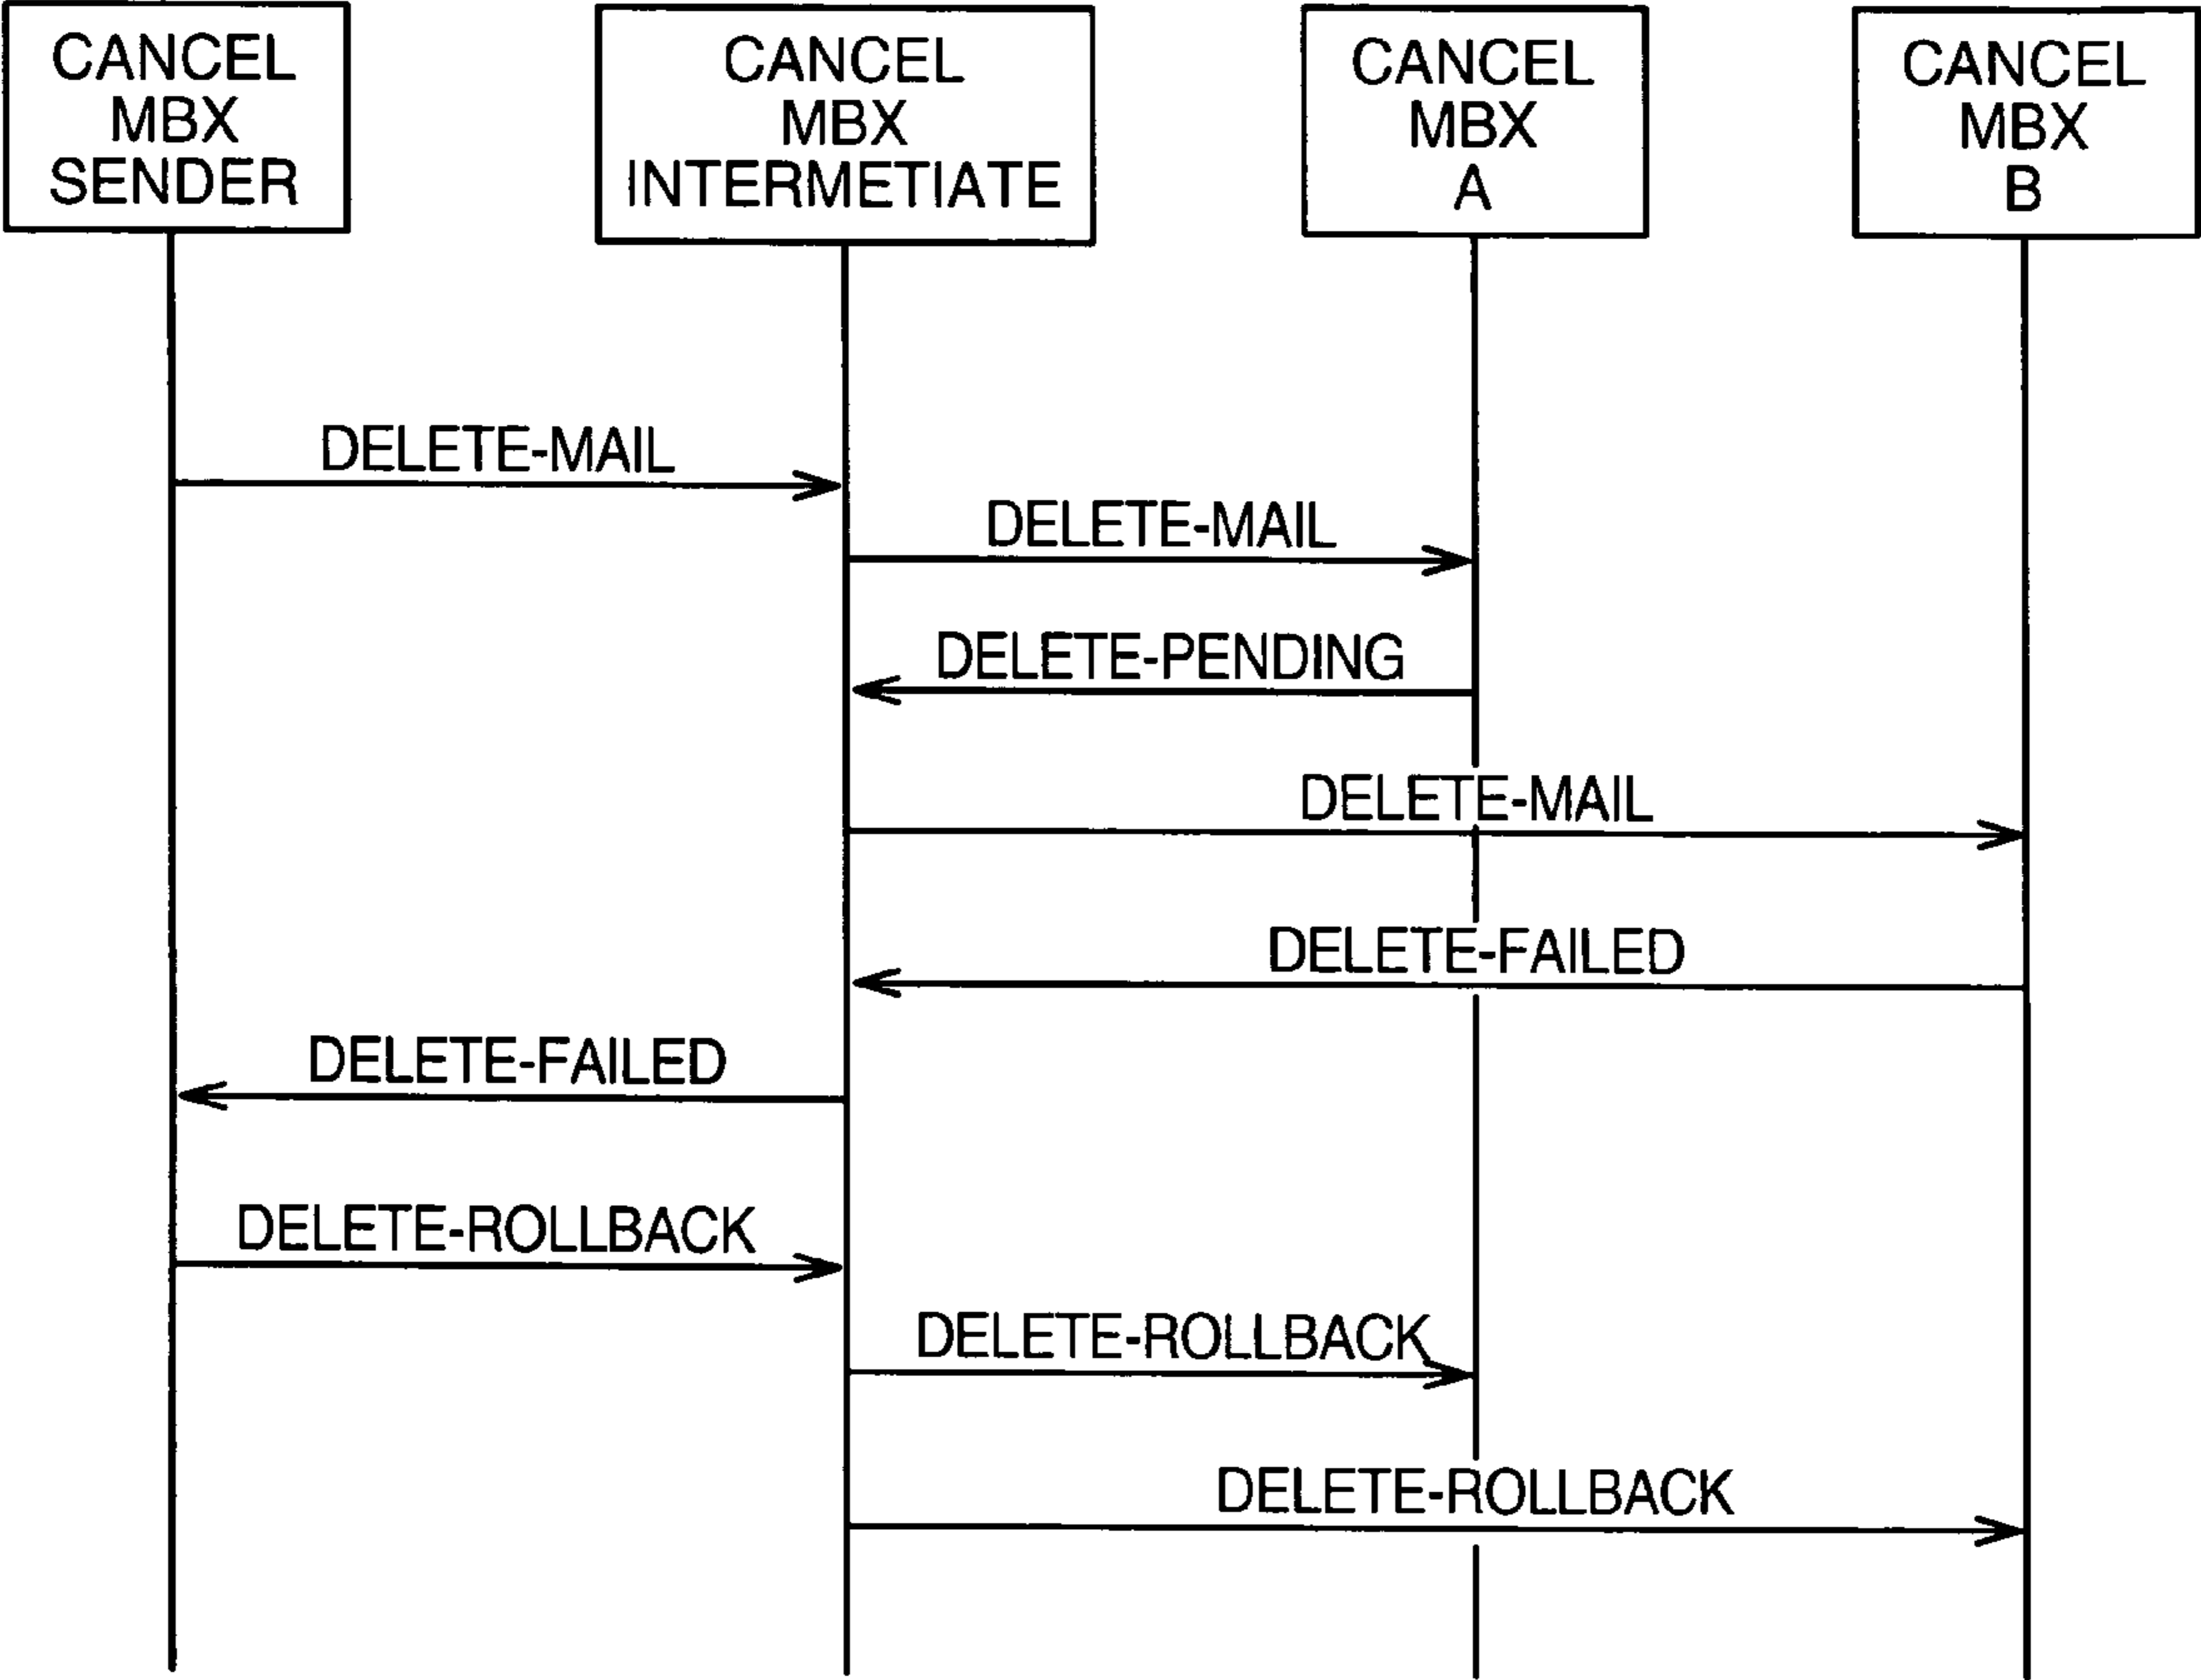 CANCEL
MBX
SENDER
CANCEL
MBX
INTERMETIATE
CANCEL
MBX
A
CANCEL
MBX
B
DELETE-MAIL
DELETE-MAIL
DELETE-PENDING
DELETE-MAIL
DELETE-FAILED
DELETE-FAILED
DELETE-ROLLBACK
DELETE-ROLLBACK
DELETE-ROLLBACK